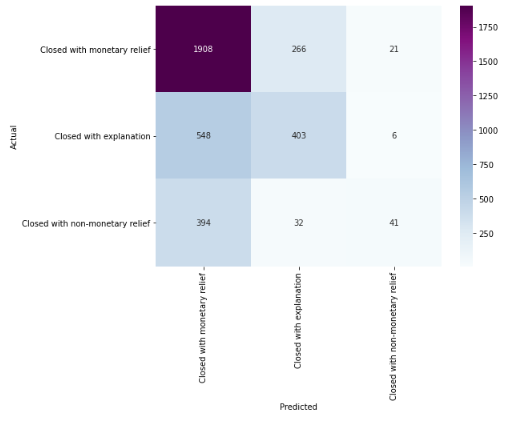 Closed with monetary relief
1908 266 21
Closed with explanation
548 403 6
Closed with non-monetary relief
394 32 41
Actual
Closed with monetary relief
Closed with explanation
Closed with non-monetary relief
Predicted
1750
1500
1250
1000
750
500
250